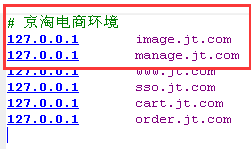 # 京淘电商环境
127.0.0.1 image.jt.com
127.0.0.1 manage.jt.com
127.0.0.1 www.jt.com
127.0.0.1 sso.jt.com
127.0.0.1 cart.jt.com
127.0.0.1 order.jt.com